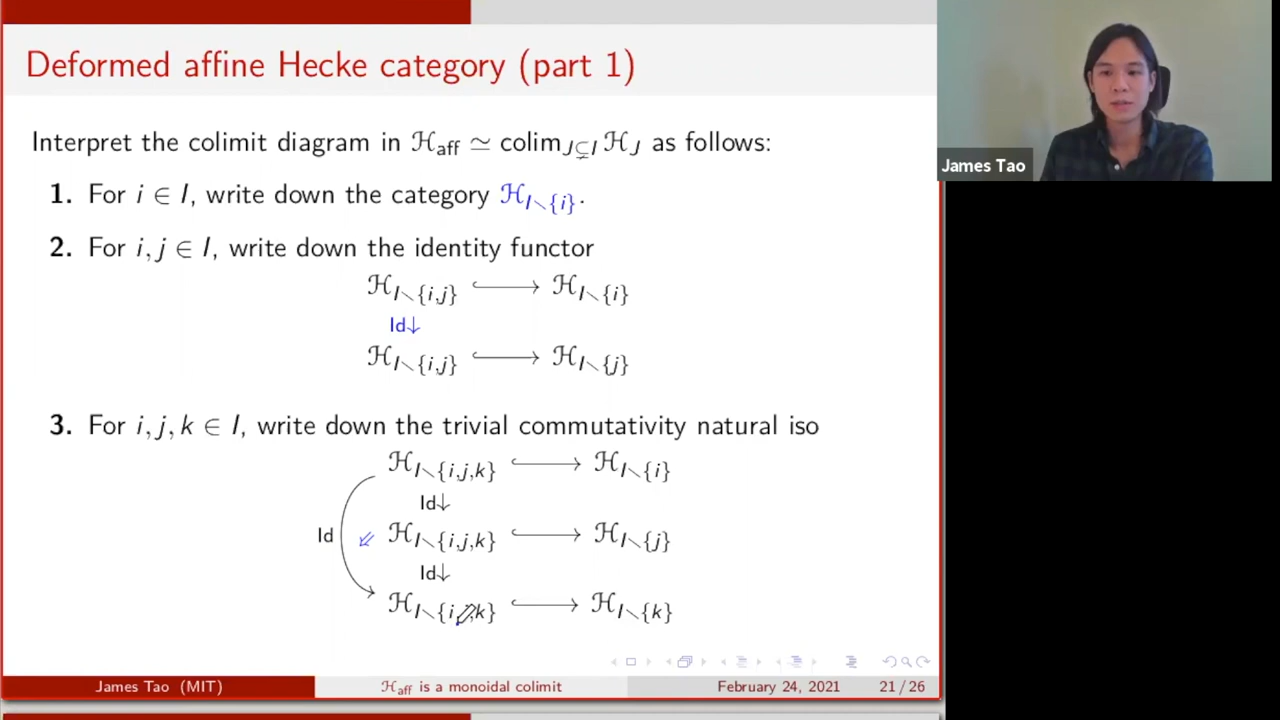 Deformed affine Hecke category (part 1)
James Tao
Interpret the colimit diagram in ℋ_aff ≃ colim_{J⊊I} ℋ_J as follows:
1. For i ∈ I, write down the category ℋ_{I∖{i}}.
2. For i, j ∈ I, write down the identity functor
ℋ_{I∖{i,j}} ↪ ℋ_{I∖{i}}
Id↓
ℋ_{I∖{i,j}} ↪ ℋ_{I∖{j}}
3. For i, j, k ∈ I, write down the trivial commutativity natural iso
ℋ_{I∖{i,j,k}} ↪ ℋ_{I∖{i}}
Id↓
Id ⇙ ℋ_{I∖{i,j,k}} ↪ ℋ_{I∖{j}}
Id↓
ℋ_{I∖{i,j,k}} ↪ ℋ_{I∖{k}}
James Tao (MIT) ℋ_aff is a monoidal colimit February 24, 2021 21 / 26